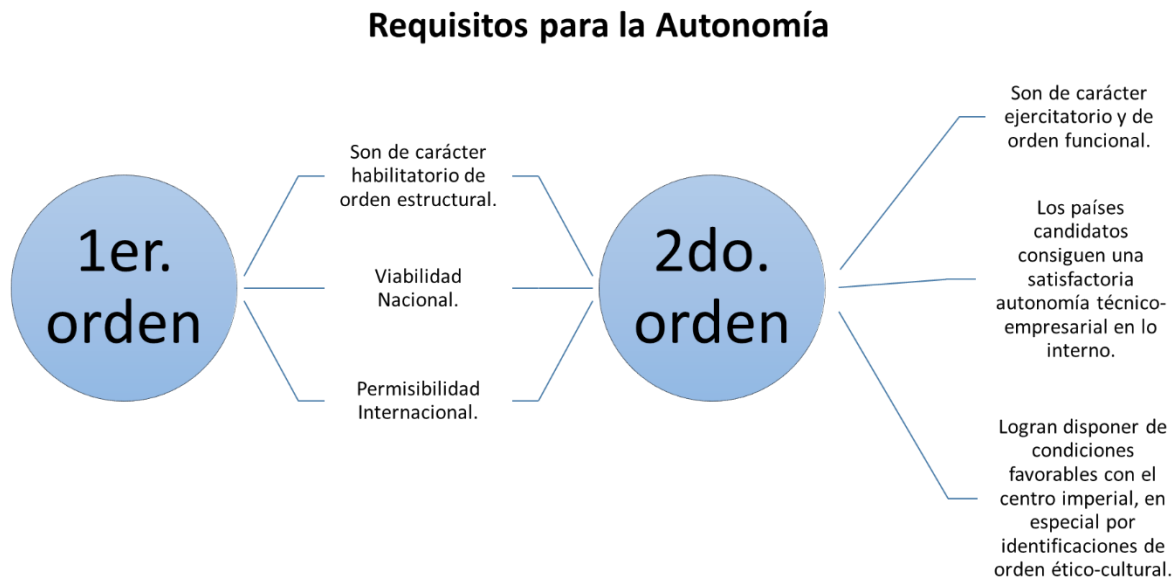 Requisitos para la Autonomía
1er.
orden
Son de carácter
habilitatorio de
orden estructural.
Viabilidad
Nacional.
Permisibilidad
Internacional.
2do.
orden
Son de carácter
ejercitatorio y de
orden funcional.
Los países
candidatos
consiguen una
satisfactoria
autonomía técnico-
empresarial en lo
interno.
Logran disponer de
condiciones
favorables con el
centro imperial, en
especial por
identificaciones de
orden ético-cultural.